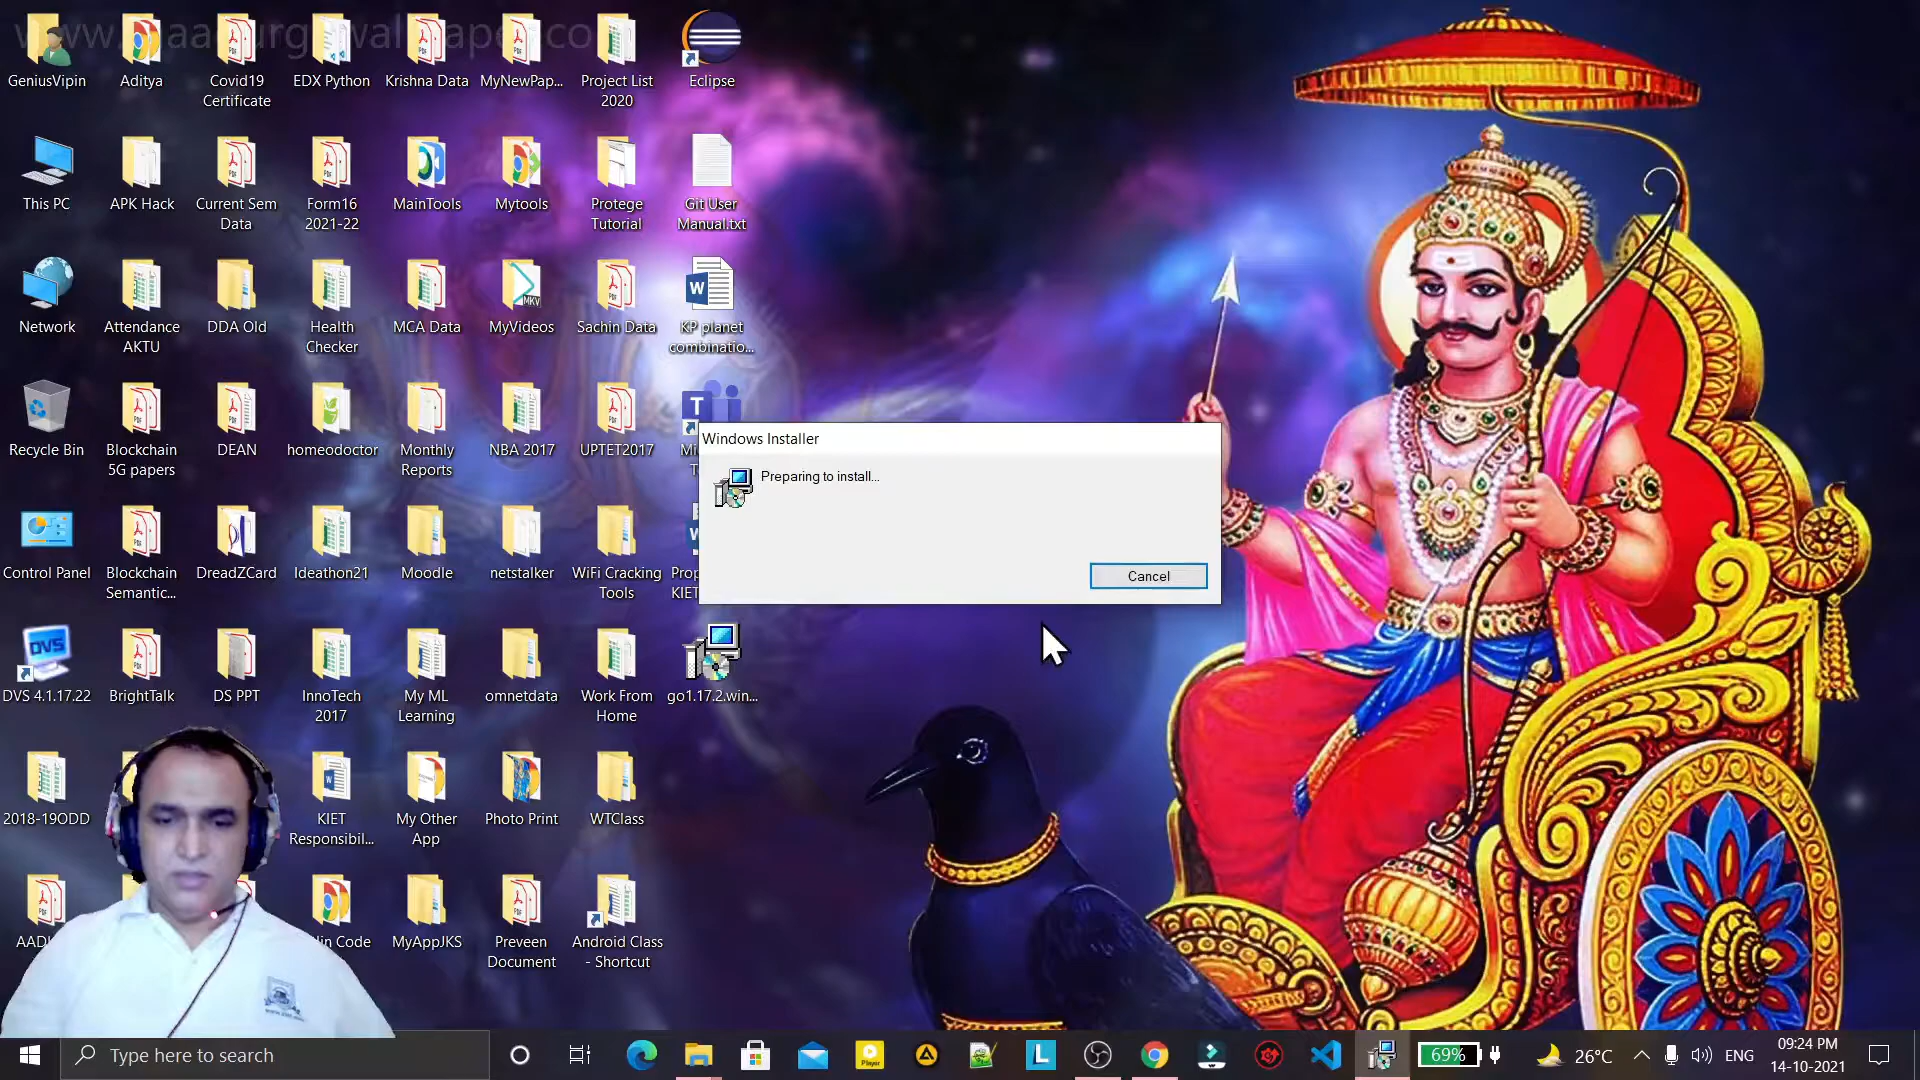 GeniusVipin
Aditya
Covid19
Certificate
EDX Python
Krishna Data
MyNewPap...
Project List
2020
Eclipse
This PC
APK Hack
Current Sem
Data
Form16
2021-22
MainTools
Mytools
Protege
Tutorial
Git User
Manual.txt
Network
Attendance
AKTU
DDA Old
Health
Checker
MCA Data
MyVideos
MKV
Sachin Data
KP planet
combinatio...
Recycle Bin
Blockchain
5G papers
DEAN
homeodoctor
Monthly
Reports
NBA 2017
UPTET2017
Windows Installer
Preparing to install...
Cancel
Control Panel
Blockchain
Semantic...
DreadZCard
Ideathon21
Moodle
netstalker
WiFi Cracking
Tools
Prop
KIET
DVS
DVS 4.1.17.22
BrightTalk
DS PPT
InnoTech
2017
My ML
Learning
omnetdata
Work From
Home
go1.17.2.win...
2018-19ODD
KIET
Responsibil...
My Other
App
Photo Print
WTClass
Code
MyAppJKS
Preveen
Document
Android Class
- Shortcut
Type here to search
69%
26°C
ENG
09:24 PM
14-10-2021